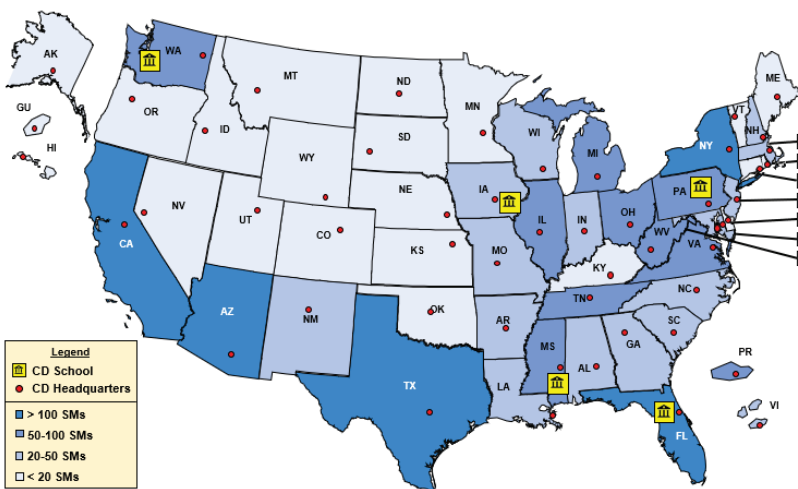 AK
WA
ME
MT
ND
VT
MN
OR
GU
NH
ID
SD
WI
NY
HI
MI
WY
IA
PA
NE
NV
OH
UT
IL
IN
CA
CO
WV
VA
KS
MO
KY
NC
TN
AZ
OK
NM
AR
SC
MS
GA
AL
PR
Legend
CD School
CD Headquarters
TX
LA
VI
> 100 SMs
50-100 SMs
FL
20-50 SMs
< 20 SMs